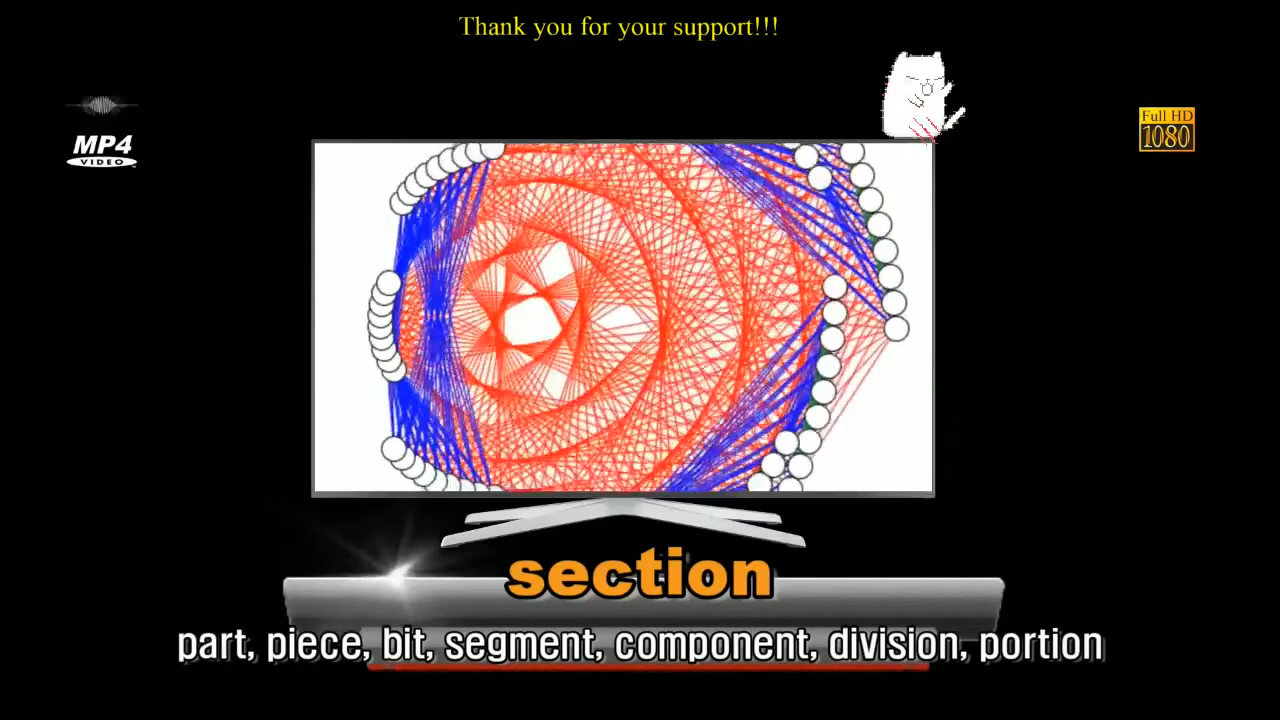 Thank you for your support!!!
MP4
VIDEO
Full HD
1080
section
part, piece, bit, segment, component, division, portion